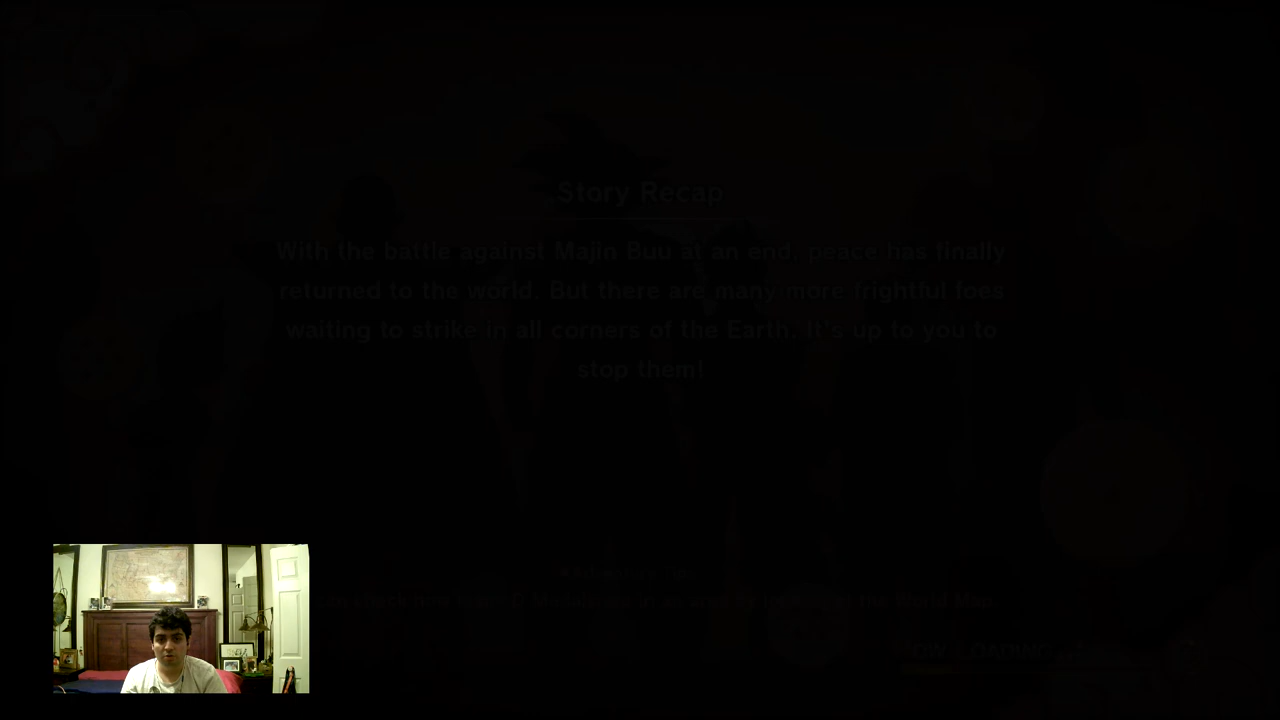 Story Recap
With the battle against Majin Buu at an end, peace has finally
returned to the world. But there are many more frightful foes
waiting to strike in all corners of the Earth. It's up to you to
stop them!
NOW LOADING